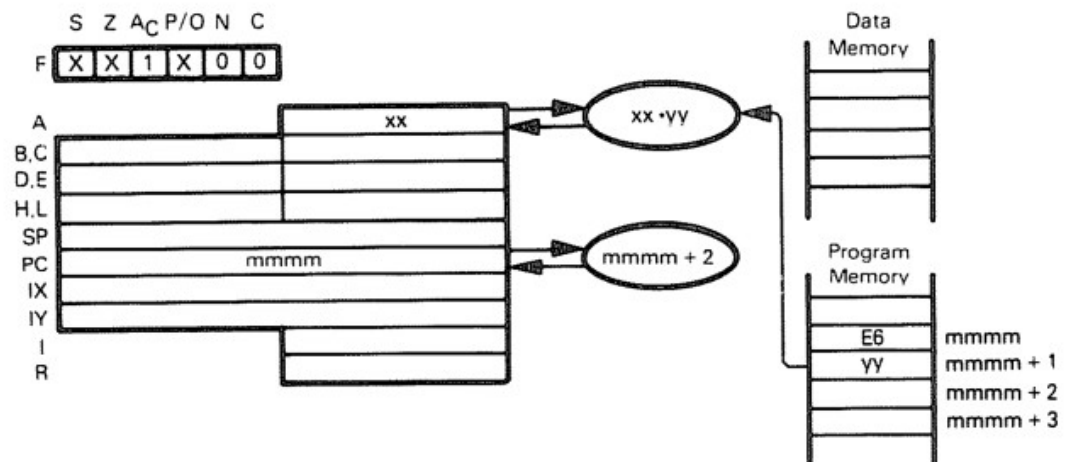 S Z AC P/O N C
F X X 1 X 0 0
Data
Memory
A xx
xx •yy
B,C
D,E
H,L
SP
PC mmmm
mmmm + 2
IX
IY
I
R
Program
Memory
E6 mmmm
yy mmmm + 1
mmmm + 2
mmmm + 3